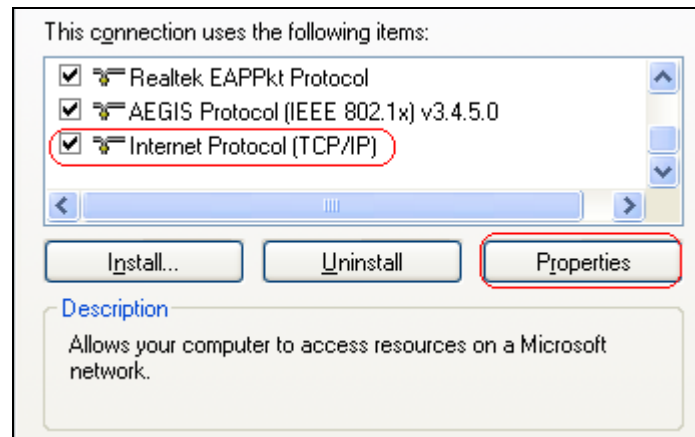 This connection uses the following items:
Realtek EAPPkt Protocol
AEGIS Protocol (IEEE 802.1x) v3.4.5.0
Internet Protocol (TCP/IP)
Install...
Uninstall
Properties
Description
Allows your computer to access resources on a Microsoft
network.